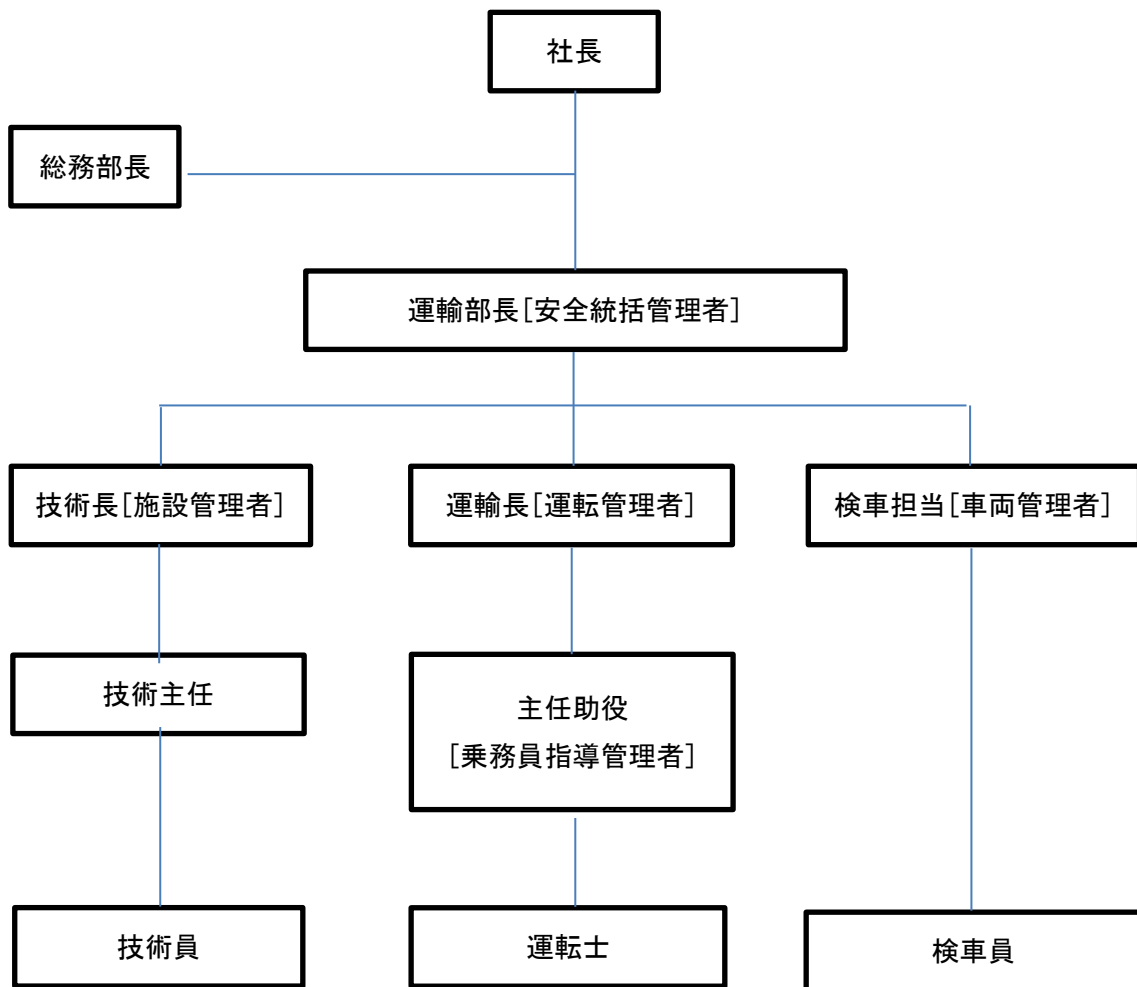 社長
総務部長
運輸部長[安全統括管理者]
技術長[施設管理者]
運輸長[運転管理者]
検車担当[車両管理者]
技術主任
主任助役
[乗務員指導管理者]
技術員
運転士
検車員